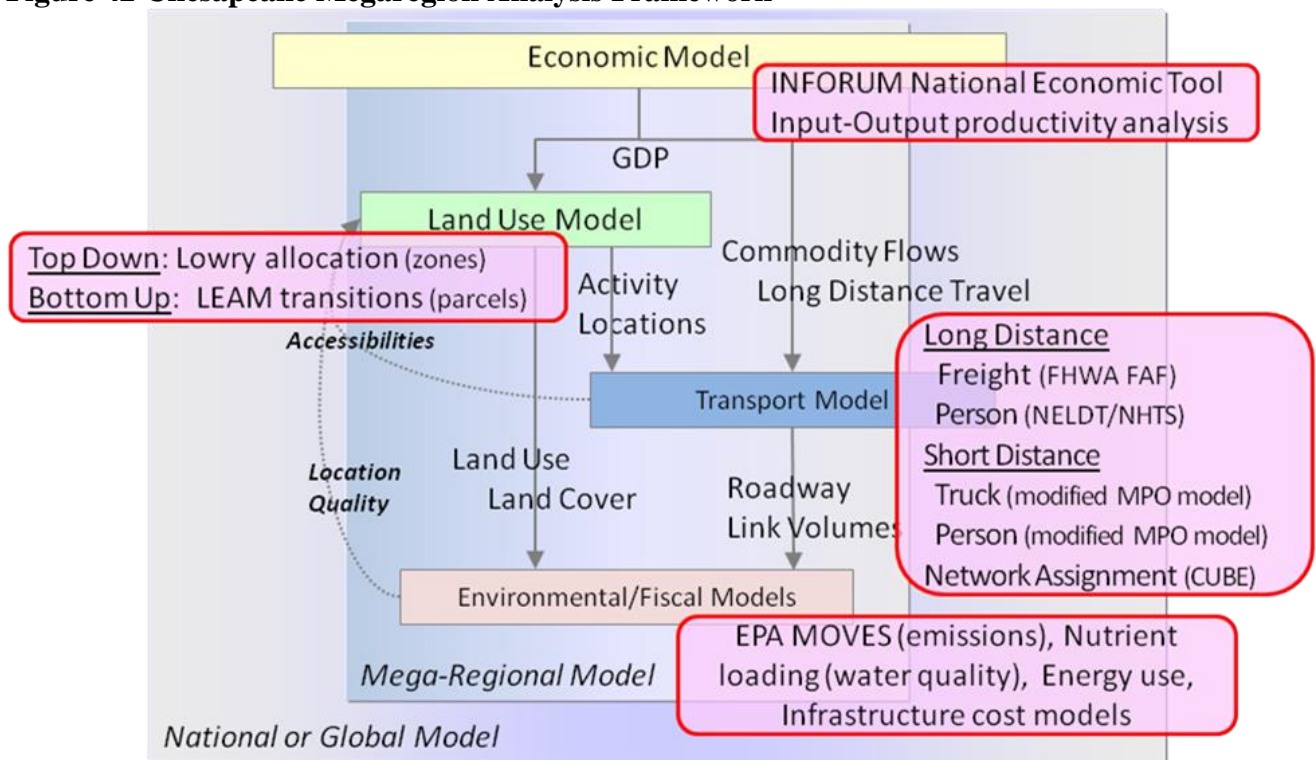 Economic Model
INFORUM National Economic Tool
Input-Output productivity analysis
GDP
Land Use Model
Top Down: Lowry allocation (zones)
Bottom Up: LEAM transitions (parcels)
Activity
Locations
Commodity Flows
Long Distance Travel
Accessibilities
Long Distance
Freight (FHWA FAF)
Person (NELDT/NHTS)
Short Distance
Truck (modified MPO model)
Person (modified MPO model)
Network Assignment (CUBE)
Transport Model
Location
Quality
Land Use
Land Cover
Roadway
Link Volumes
Environmental/Fiscal Models
EPA MOVES (emissions), Nutrient
loading (water quality), Energy use,
Infrastructure cost models
Mega-Regional Model
National or Global Model